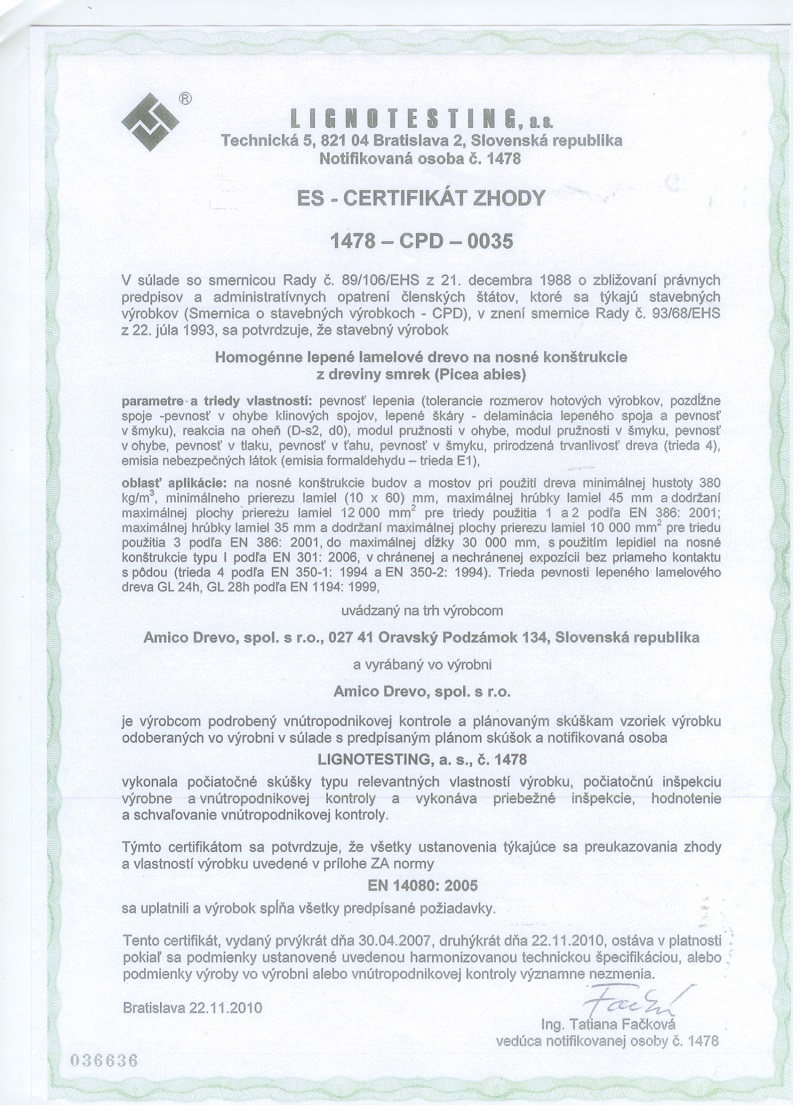 ®
LIGNOTESTING, a.s.
Technická 5, 821 04 Bratislava 2, Slovenská republika
Notifikovaná osoba č. 1478
ES - CERTIFIKÁT ZHODY
1478 – CPD – 0035
V súlade so smernicou Rady č. 89/106/EHS z 21. decembra 1988 o zbližovaní právnych
predpisov a administratívnych opatrení členských štátov, ktoré sa týkajú stavebných
výrobkov (Smernica o stavebných výrobkoch - CPD), v znení smernice Rady č. 93/68/EHS
z 22. júla 1993, sa potvrdzuje, že stavebný výrobok
Homogénne lepené lamelové drevo na nosné konštrukcie
z dreviny smrek (Picea abies)
parametre a triedy vlastností: pevnosť lepenia (tolerancie rozmerov hotových výrobkov, pozdĺžne
spoje -pevnosť v ohybe klinových spojov, lepené škáry - delaminácia lepeného spoja a pevnosť
v šmyku), reakcia na oheň (D-s2, d0), modul pružnosti v ohybe, modul pružnosti v šmyku, pevnosť
v ohybe, pevnosť v tlaku, pevnosť v ťahu, pevnosť v šmyku, prirodzená trvanlivosť dreva (trieda 4),
emisia nebezpečných látok (emisia formaldehydu – trieda E1),
oblasť aplikácie: na nosné konštrukcie budov a mostov pri použití dreva minimálnej hustoty 380
kg/m³, minimálneho prierezu lamiel (10 x 60) mm, maximálnej hrúbky lamiel 45 mm a dodržaní
maximálnej plochy prierezu lamiel 12 000 mm² pre triedy použitia 1 a 2 podľa EN 386: 2001;
maximálnej hrúbky lamiel 35 mm a dodržaní maximálnej plochy prierezu lamiel 10 000 mm² pre triedu
použitia 3 podľa EN 386: 2001, do maximálnej dĺžky 30 000 mm, s použitím lepidiel na nosné
konštrukcie typu I podľa EN 301: 2006, v chránenej a nechránenej expozícii bez priameho kontaktu
s pôdou (trieda 4 podľa EN 350-1: 1994 a EN 350-2: 1994). Trieda pevnosti lepeného lamelového
dreva GL 24h, GL 28h podľa EN 1194: 1999,
uvádzaný na trh výrobcom
Amico Drevo, spol. s r.o., 027 41 Oravský Podzámok 134, Slovenská republika
a vyrábaný vo výrobni
Amico Drevo, spol. s r.o.
je výrobcom podrobený vnútropodnikovej kontrole a plánovaným skúškam vzoriek výrobku
odoberaných vo výrobni v súlade s predpísaným plánom skúšok a notifikovaná osoba
LIGNOTESTING, a. s., č. 1478
vykonala počiatočné skúšky typu relevantných vlastností výrobku, počiatočnú inšpekciu
výrobne a vnútropodnikovej kontroly a vykonáva priebežné inšpekcie, hodnotenie
a schvaľovanie vnútropodnikovej kontroly.
Týmto certifikátom sa potvrdzuje, že všetky ustanovenia týkajúce sa preukazovania zhody
a vlastností výrobku uvedené v prílohe ZA normy
EN 14080: 2005
sa uplatnili a výrobok spĺňa všetky predpísané požiadavky.
Tento certifikát, vydaný prvýkrát dňa 30.04.2007, druhýkrát dňa 22.11.2010, ostáva v platnosti
pokiaľ sa podmienky ustanovené uvedenou harmonizovanou technickou špecifikáciou, alebo
podmienky výroby vo výrobni alebo vnútropodnikovej kontroly významne nezmenia.
Bratislava 22.11.2010
Ing. Tatiana Fačková
vedúca notifikovanej osoby č. 1478
036636